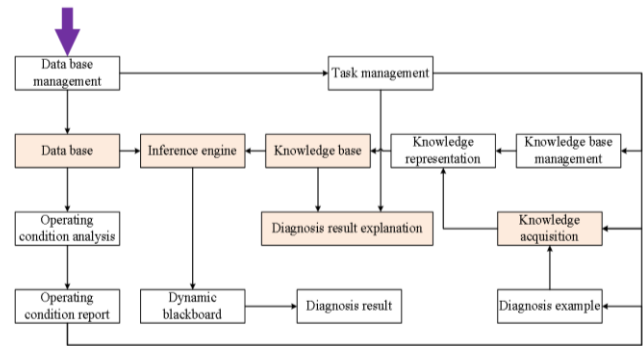 Data base
management
Task management
Data base
Inference engine
Knowledge base
Knowledge
representation
Knowledge base
management
Operating
condition analysis
Diagnosis result explanation
Knowledge
acquisition
Operating
condition report
Dynamic
blackboard
Diagnosis result
Diagnosis example